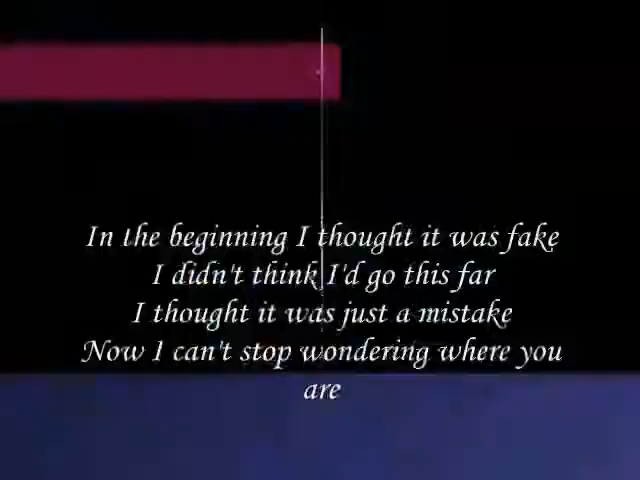 In the beginning I thought it was fake
I didn't think I'd go this far
I thought it was just a mistake
Now I can't stop wondering where you
are